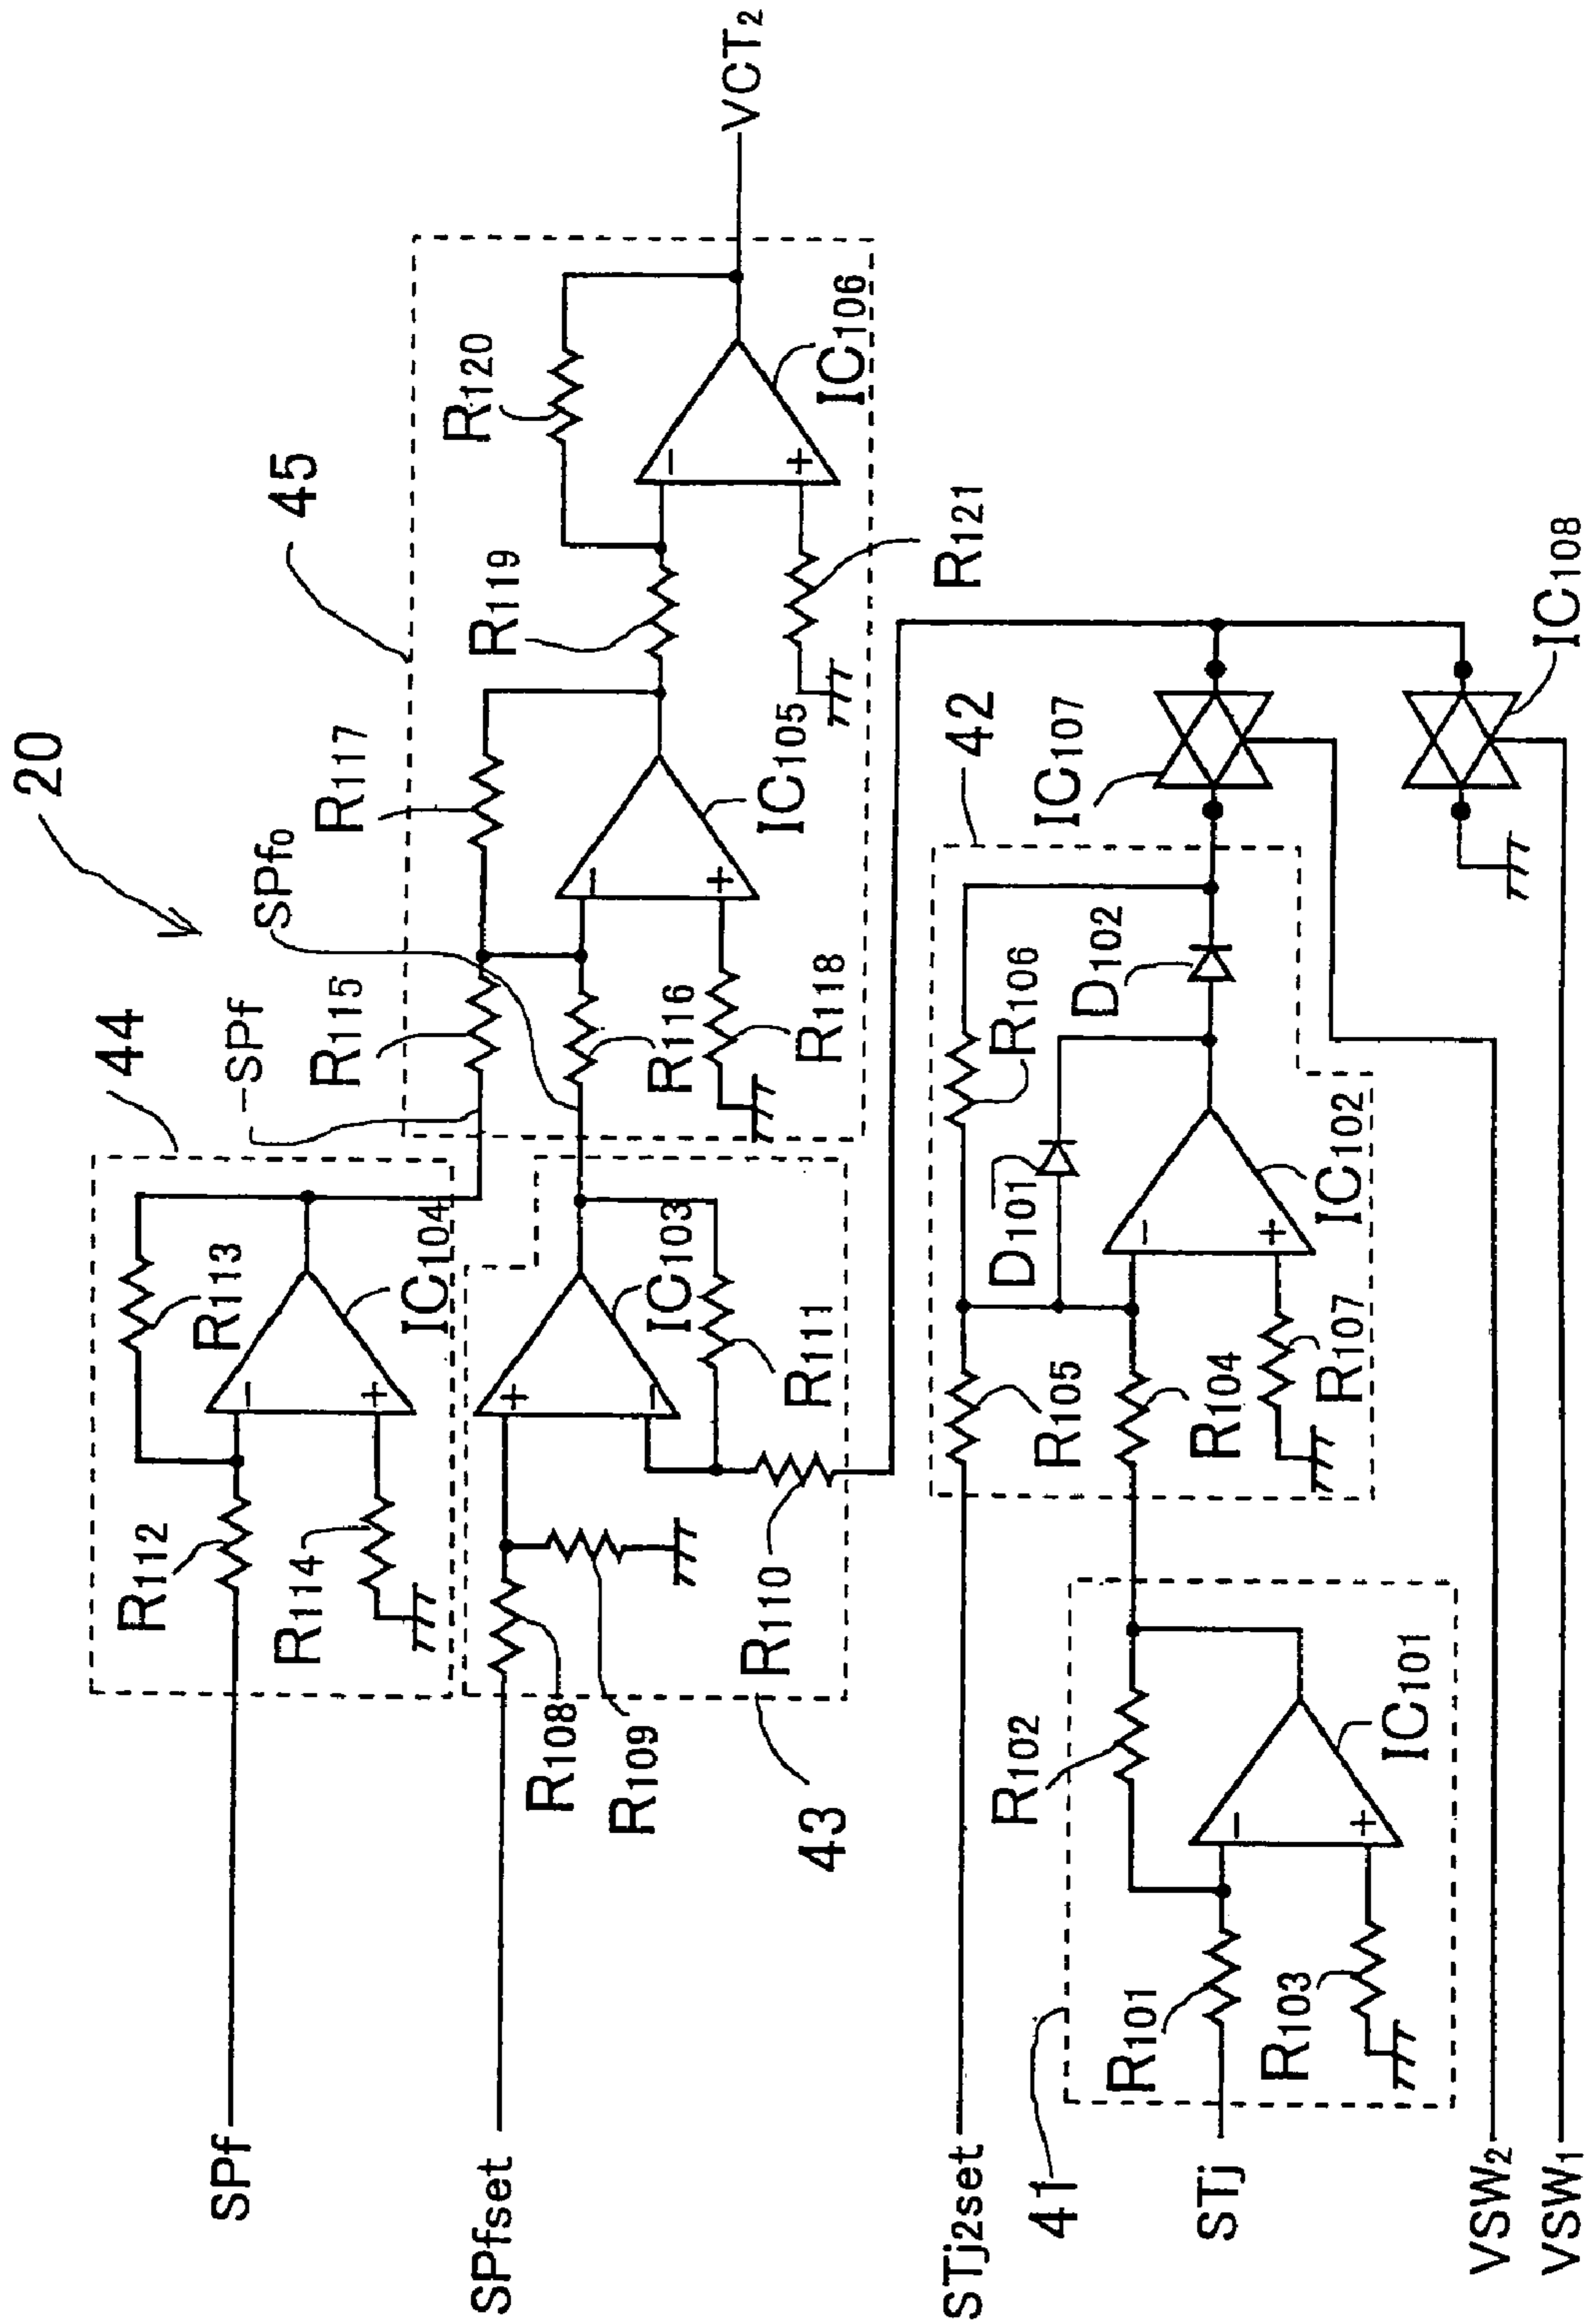 20
44
R113
R112
IC104
R114
SPf
-SPf
SPf0
45
R115
R117
R116
R118
IC105
R119
R120
R121
IC106
VCT2
SPfset
R108
R109
IC103
R111
R110
43
STj2set
42
R105
R106
D101
D102
R104
R107
IC102
IC107
IC108
41
R102
R101
R103
IC101
STj
VSW2
VSW1